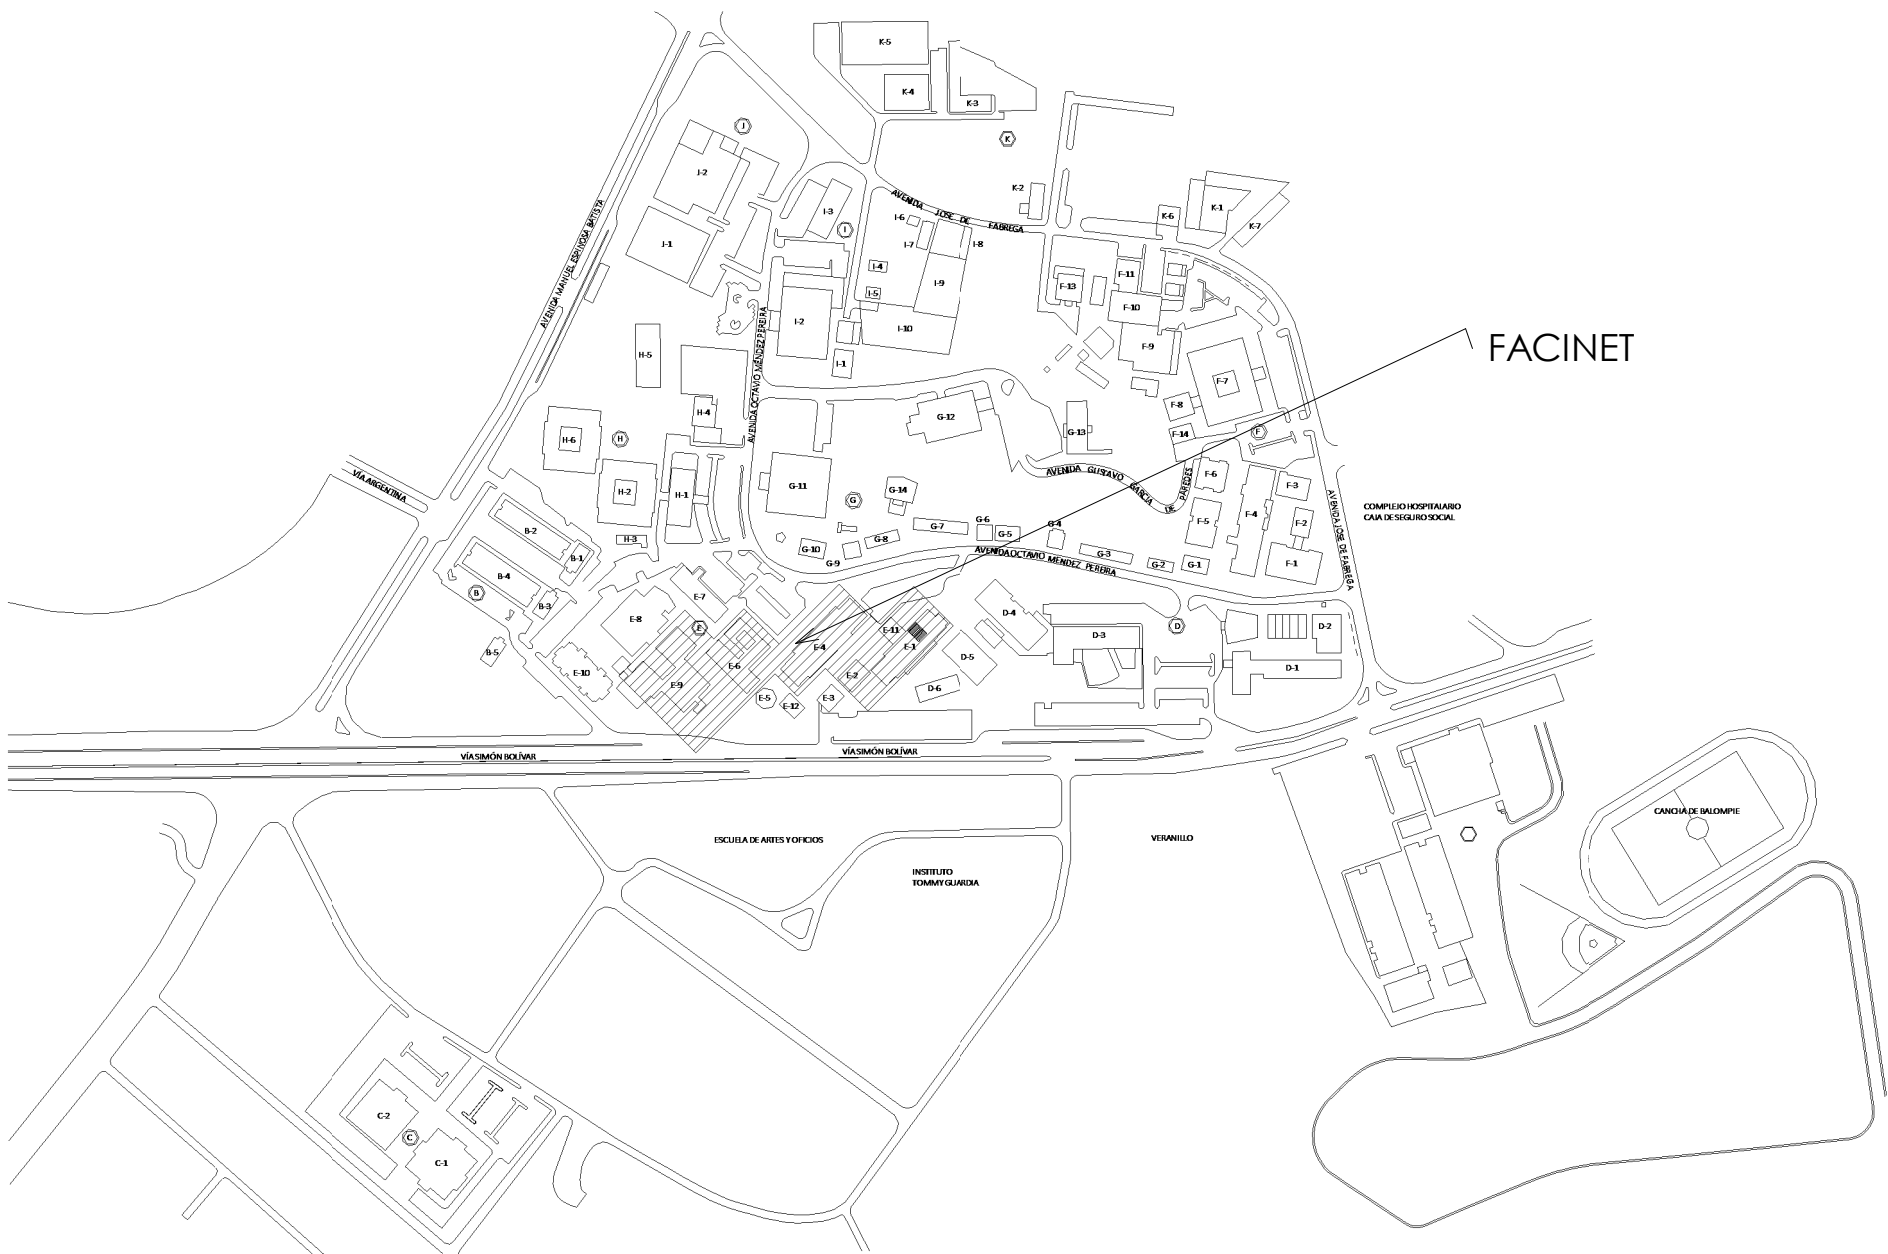 K-5
K-4
K-3
J
K
J-2
K-2
I-3
AVENIDA JOSE DE FABREGA
K-1
K-6
I-6
K-7
I
J-1
I-7
I-8
AVENIDA MANUEL ESPINOSA BATISTA
I-4
F-11
I-9
F-13
I-5
F-10
I-2
I-10
AVENIDA OCTAVIO MÉNDEZ PEREIRA
FACINET
F-9
H-5
I-1
F-7
H-4
F-8
G-12
H-6
H
G-13
F-14
F
VÍA ARGENTINA
AVENIDA GUSTAVO GARCIA DE PAREDES
F-6
G-11
F-3
H-2
H-1
G-14
G
COMPLEJO HOSPITALARIO
CAJA DE SEGURO SOCIAL
AVENIDA JOSE DE FABREGA
F-4
F-5
F-2
G-6
G-4
G-7
B-2
G-5
H-3
G-8
G-10
AVENIDA OCTAVIO MENDEZ PEREIRA
G-3
B-1
G-9
G-2
G-1
F-1
B-4
B
E-7
B-3
D-4
E-8
E
E-11
D
D-2
D-3
E-4
E-1
B-5
D-5
E-6
D-1
E-10
E-2
E-9
D-6
E-5
E-3
E-12
VÍA SIMÓN BOLÍVAR
VÍA SIMÓN BOLÍVAR
CANCHA DE BALOMPIE
ESCUELA DE ARTES Y OFICIOS
VERANILLO
INSTITUTO
TOMMY GUARDIA
C-2
C
C-1